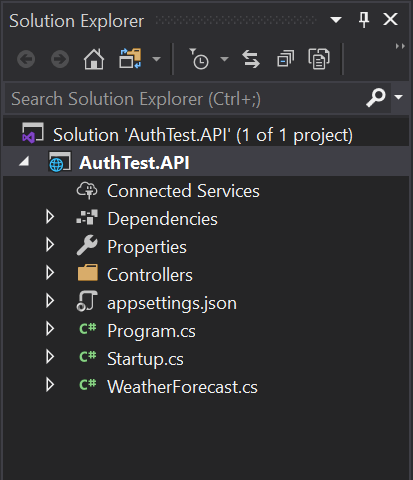 Solution Explorer
Search Solution Explorer (Ctrl+;)
Solution 'AuthTest.API' (1 of 1 project)
AuthTest.API
Connected Services
Dependencies
Properties
Controllers
appsettings.json
C# Program.cs
C# Startup.cs
C# WeatherForecast.cs